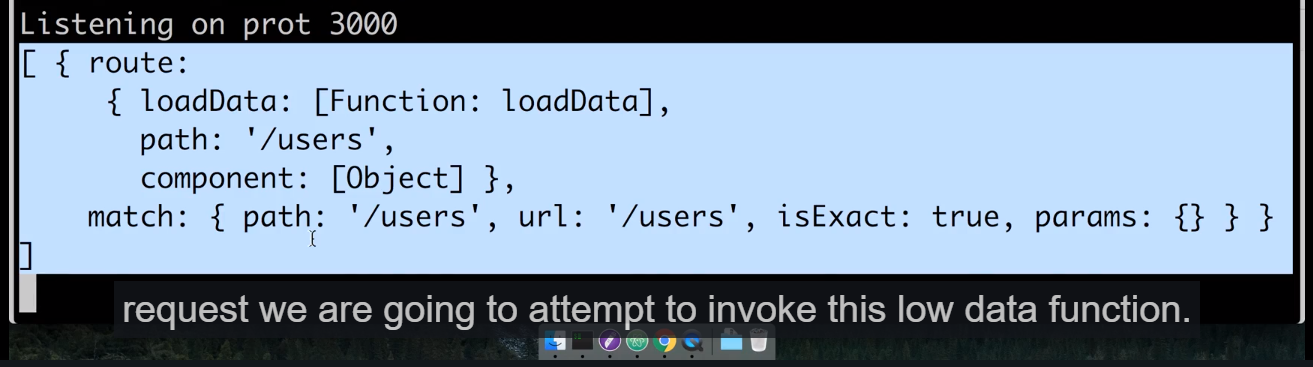 Listening on prot 3000
[ { route:
{ loadData: [Function: loadData],
path: '/users',
component: [Object] },
match: { path: '/users', url: '/users', isExact: true, params: {} } }
]
request we are going to attempt to invoke this low data function.